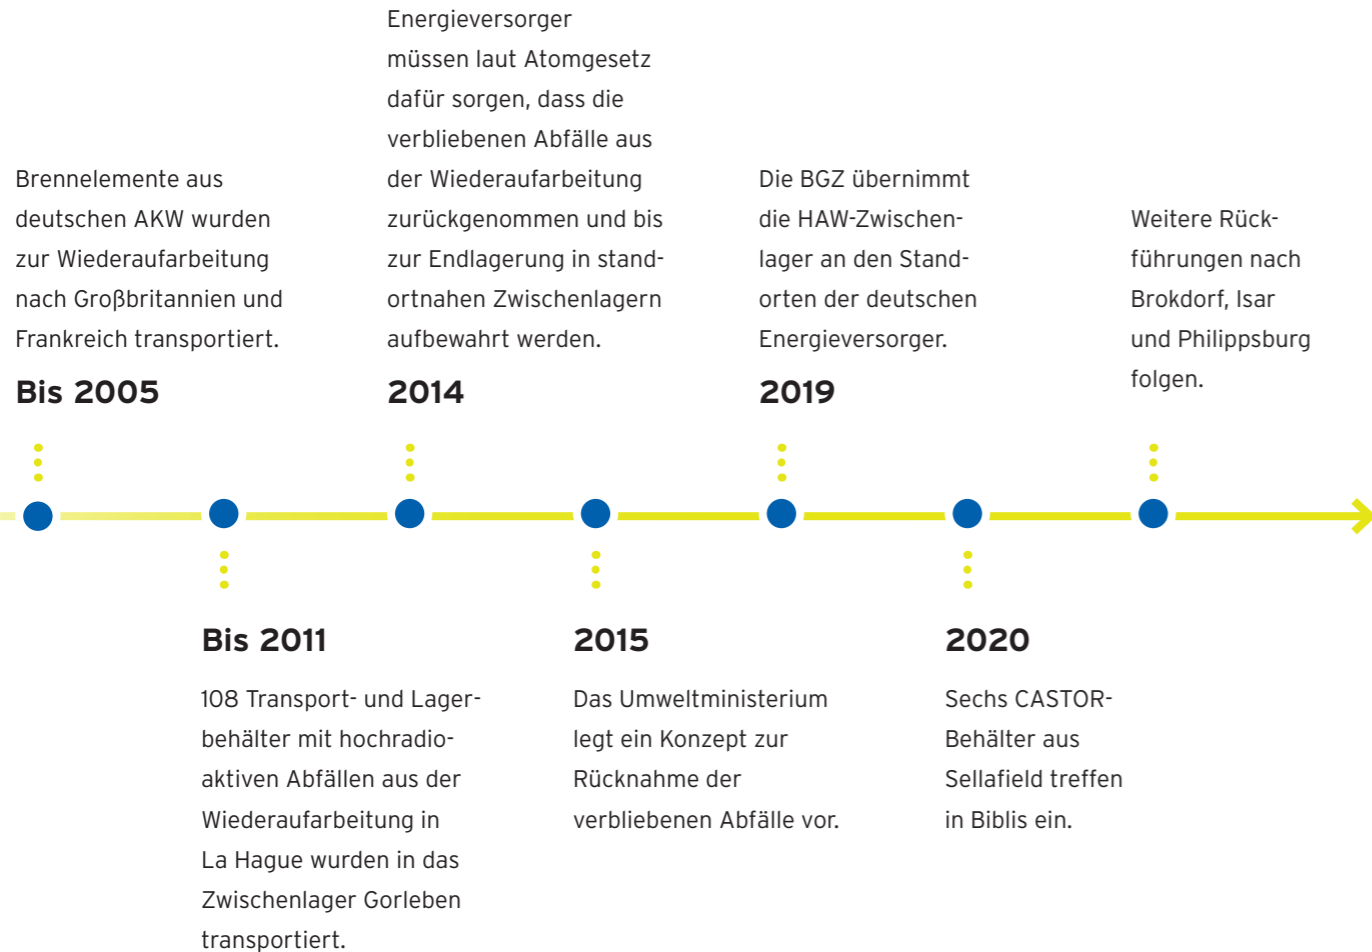 Brennelemente aus
deutschen AKW wurden
zur Wiederaufarbeitung
nach Großbritannien und
Frankreich transportiert.
Bis 2005
Bis 2011
108 Transport- und Lager-
behälter mit hochradio-
aktiven Abfällen aus der
Wiederaufarbeitung in
La Hague wurden in das
Zwischenlager Gorleben
transportiert.
Energieversorger
müssen laut Atomgesetz
dafür sorgen, dass die
verbliebenen Abfälle aus
der Wiederaufarbeitung
zurückgenommen und bis
zur Endlagerung in stand-
ortnahen Zwischenlagern
aufbewahrt werden.
2014
2015
Das Umweltministerium
legt ein Konzept zur
Rücknahme der
verbliebenen Abfälle vor.
Die BGZ übernimmt
die HAW-Zwischen-
lager an den Stand-
orten der deutschen
Energieversorger.
2019
2020
Sechs CASTOR-
Behälter aus
Sellafield treffen
in Biblis ein.
Weitere Rück-
führungen nach
Brokdorf, Isar
und Philippsburg
folgen.